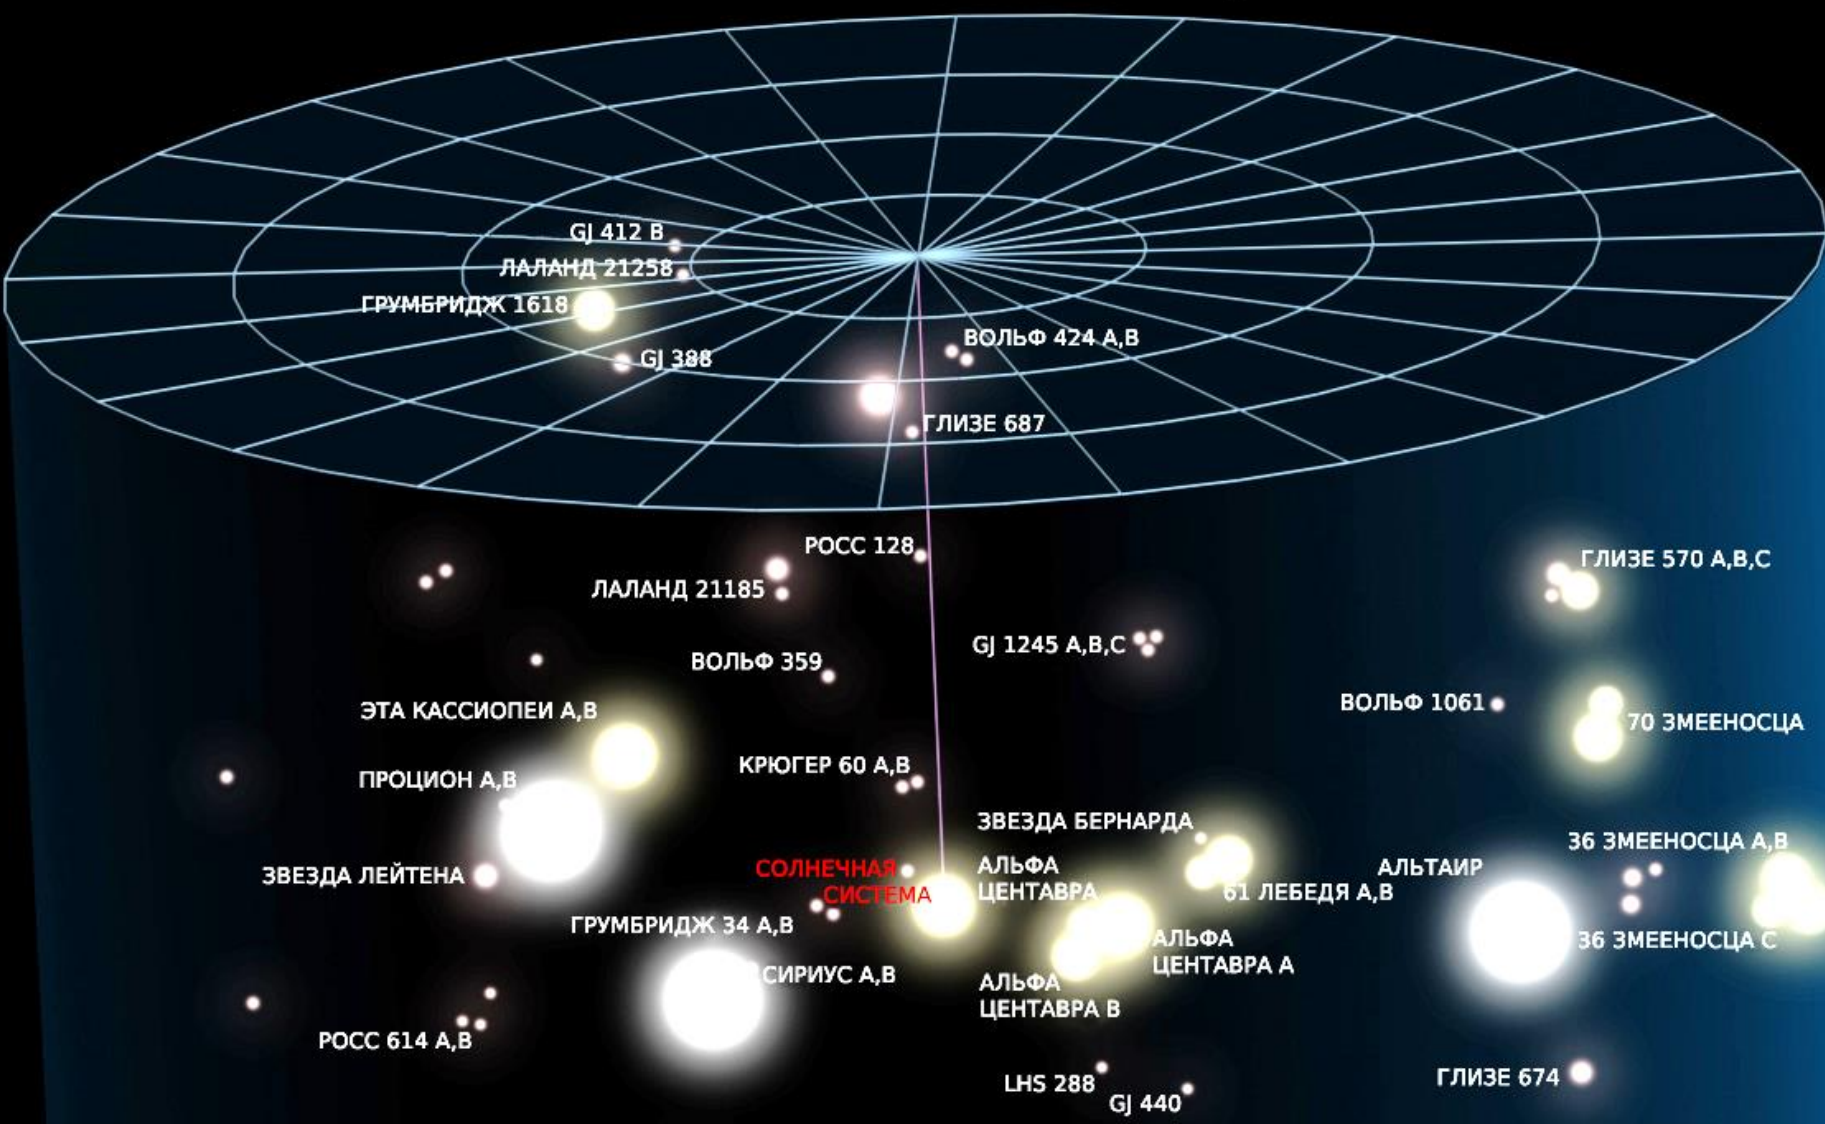 GJ 412 B
ЛАЛАНД 21258
ГРУМБРИДЖ 1618
GJ 388
ВОЛЬФ 424 A,B
ГЛИЗЕ 687
РОСС 128
ЛАЛАНД 21185
ГЛИЗЕ 570 A,B,C
GJ 1245 A,B,C
ВОЛЬФ 359
ВОЛЬФ 1061
ЭТА КАССИОПЕИ A,B
70 ЗМЕЕНОСЦА
КРЮГЕР 60 A,B
ПРОЦИОН A,B
ЗВЕЗДА БЕРНАРДА
36 ЗМЕЕНОСЦА A,B
ЗВЕЗДА ЛЕЙТЕНА
СОЛНЕЧНАЯ
СИСТЕМА
АЛЬФА
ЦЕНТАВРА
61 ЛЕБЕДЯ A,B
АЛЬТАИР
ГРУМБРИДЖ 34 A,B
АЛЬФА
ЦЕНТАВРА A
36 ЗМЕЕНОСЦА C
СИРИУС A,B
АЛЬФА
ЦЕНТАВРА B
РОСС 614 A,B
LHS 288
GJ 440
ГЛИЗЕ 674